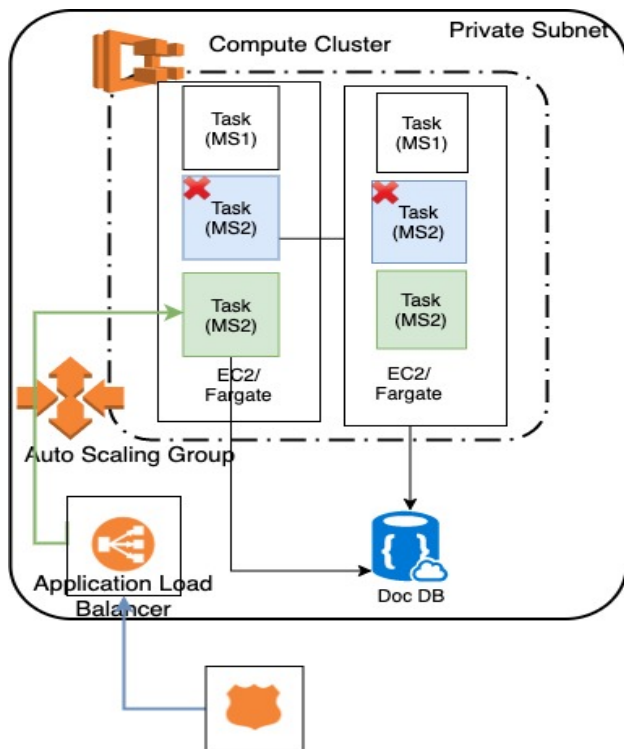 Private Subnet
Compute Cluster
Task
(MS1)
Task
(MS2)
Task
(MS2)
EC2/
Fargate
Task
(MS1)
Task
(MS2)
Task
(MS2)
EC2/
Fargate
Auto Scaling Group
Application Load
Balancer
Doc DB